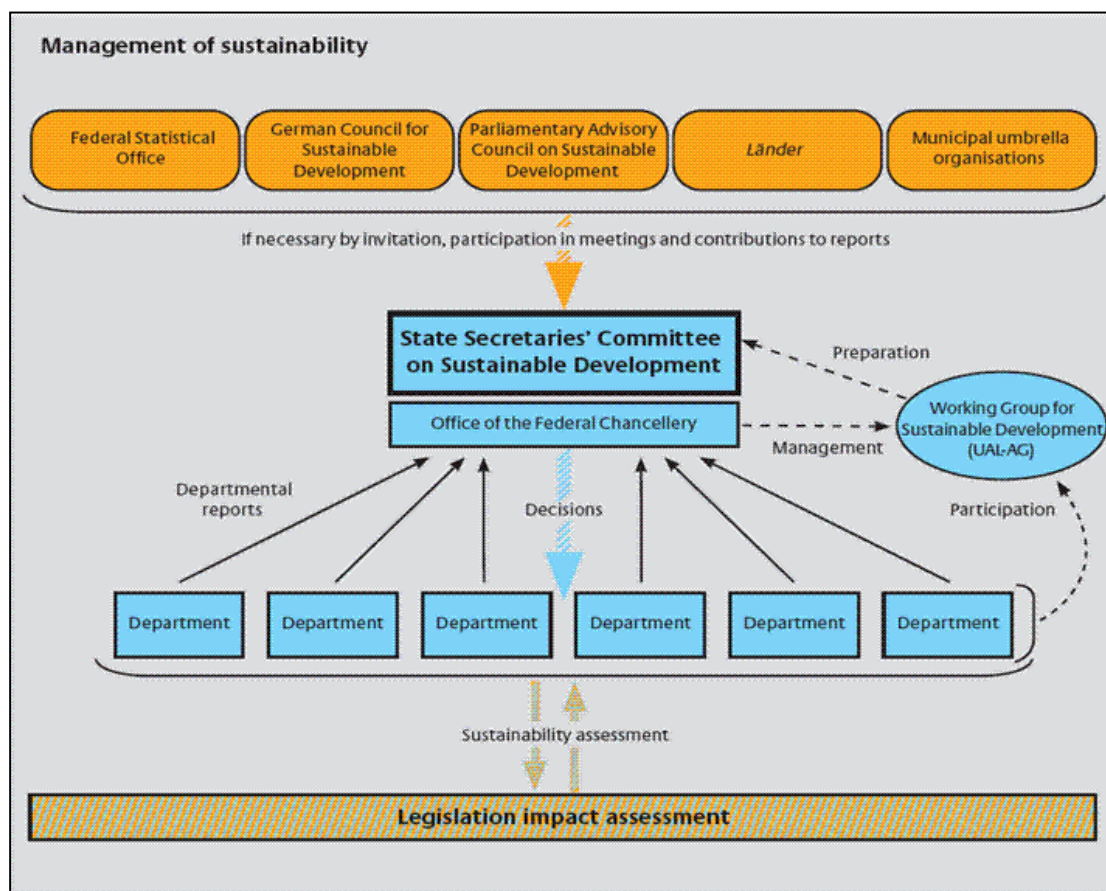 Management of sustainability
Federal Statistical
Office
German Council for
Sustainable
Development
Parliamentary Advisory
Council on Sustainable
Development
Länder
Municipal umbrella
organisations
If necessary by invitation, participation in meetings and contributions to reports
State Secretaries' Committee
on Sustainable Development
Preparation
Office of the Federal Chancellery
Management
Working Group for
Sustainable Development
(UAL-AG)
Departmental
reports
Decisions
Participation
Department
Department
Department
Department
Department
Department
Sustainability assessment
Legislation impact assessment